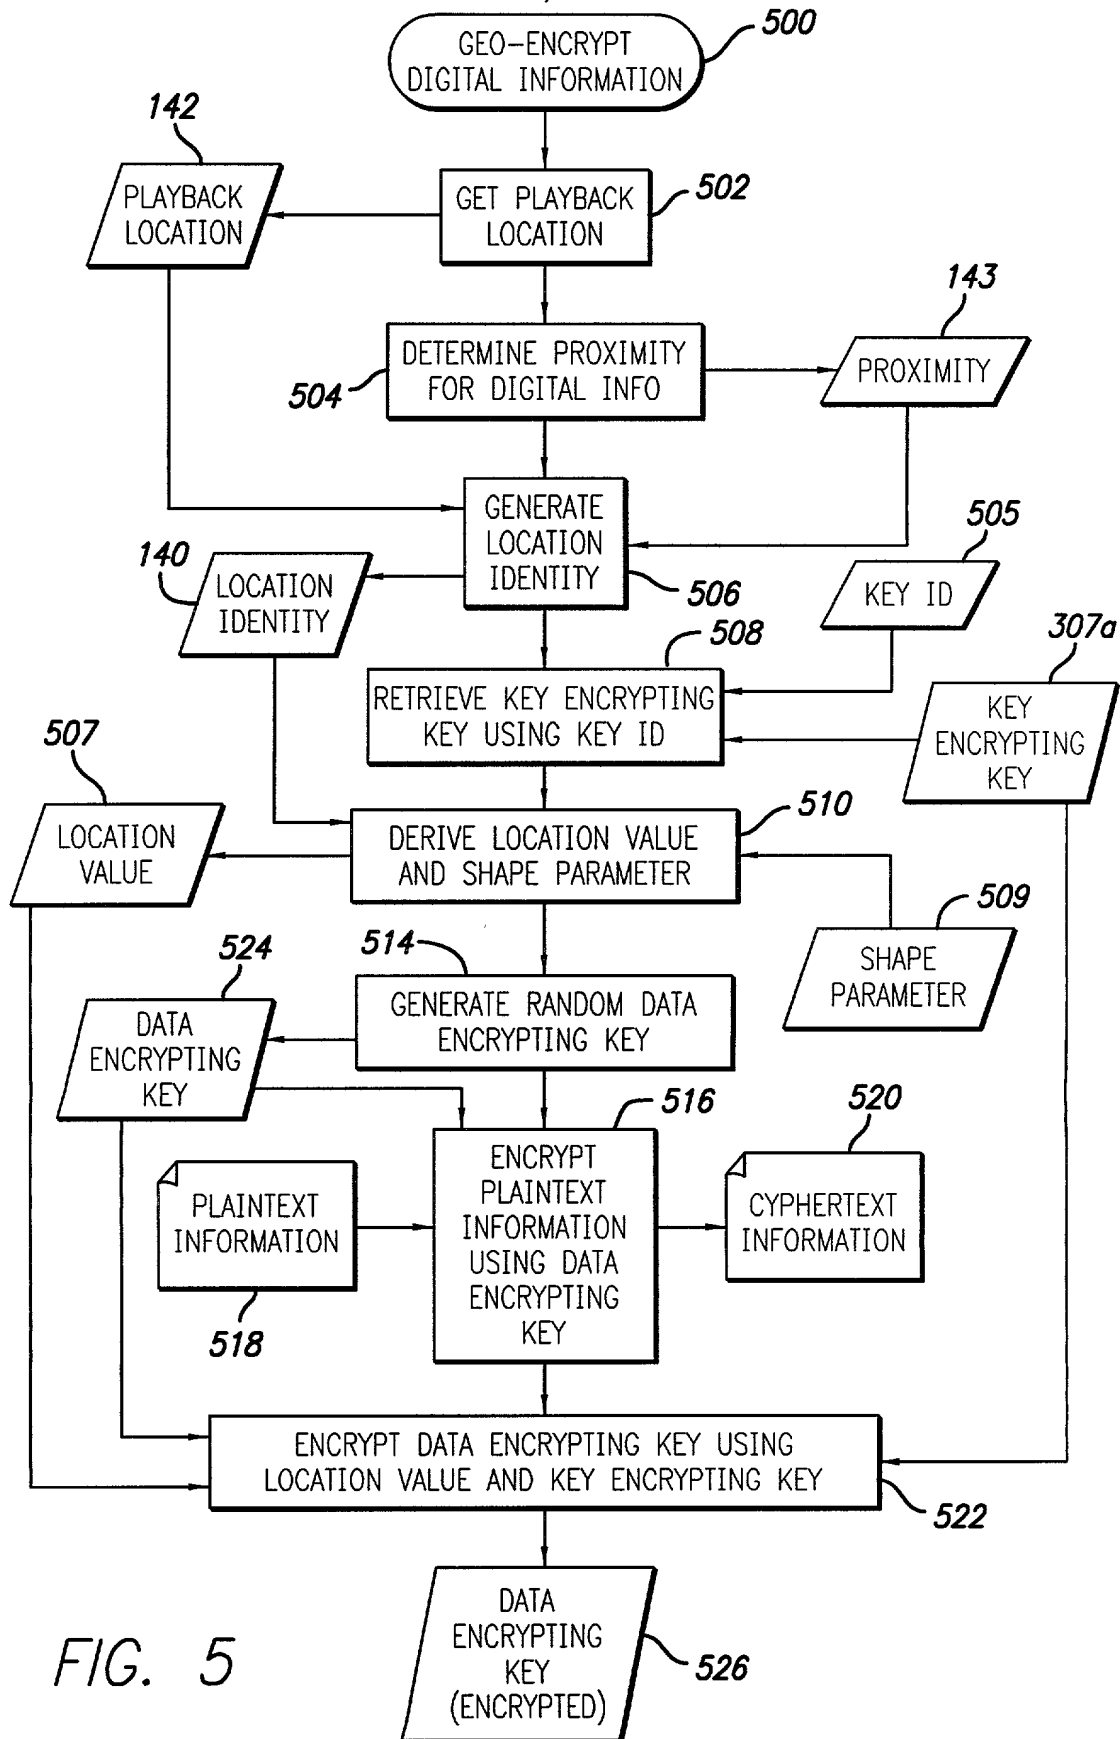 500
GEO-ENCRYPT
DIGITAL INFORMATION
142
PLAYBACK
LOCATION
GET PLAYBACK
LOCATION
502
143
DETERMINE PROXIMITY
FOR DIGITAL INFO
504
PROXIMITY
GENERATE
LOCATION
IDENTITY
506
505
KEY ID
140
LOCATION
IDENTITY
508
RETRIEVE KEY ENCRYPTING
KEY USING KEY ID
307a
KEY
ENCRYPTING
KEY
507
LOCATION
VALUE
510
DERIVE LOCATION VALUE
AND SHAPE PARAMETER
509
SHAPE
PARAMETER
524
DATA
ENCRYPTING
KEY
514
GENERATE RANDOM DATA
ENCRYPTING KEY
516
ENCRYPT
PLAINTEXT
INFORMATION
USING DATA
ENCRYPTING
KEY
PLAINTEXT
INFORMATION
518
520
CYPHERTEXT
INFORMATION
ENCRYPT DATA ENCRYPTING KEY USING
LOCATION VALUE AND KEY ENCRYPTING KEY
522
DATA
ENCRYPTING
KEY
(ENCRYPTED)
526
FIG. 5